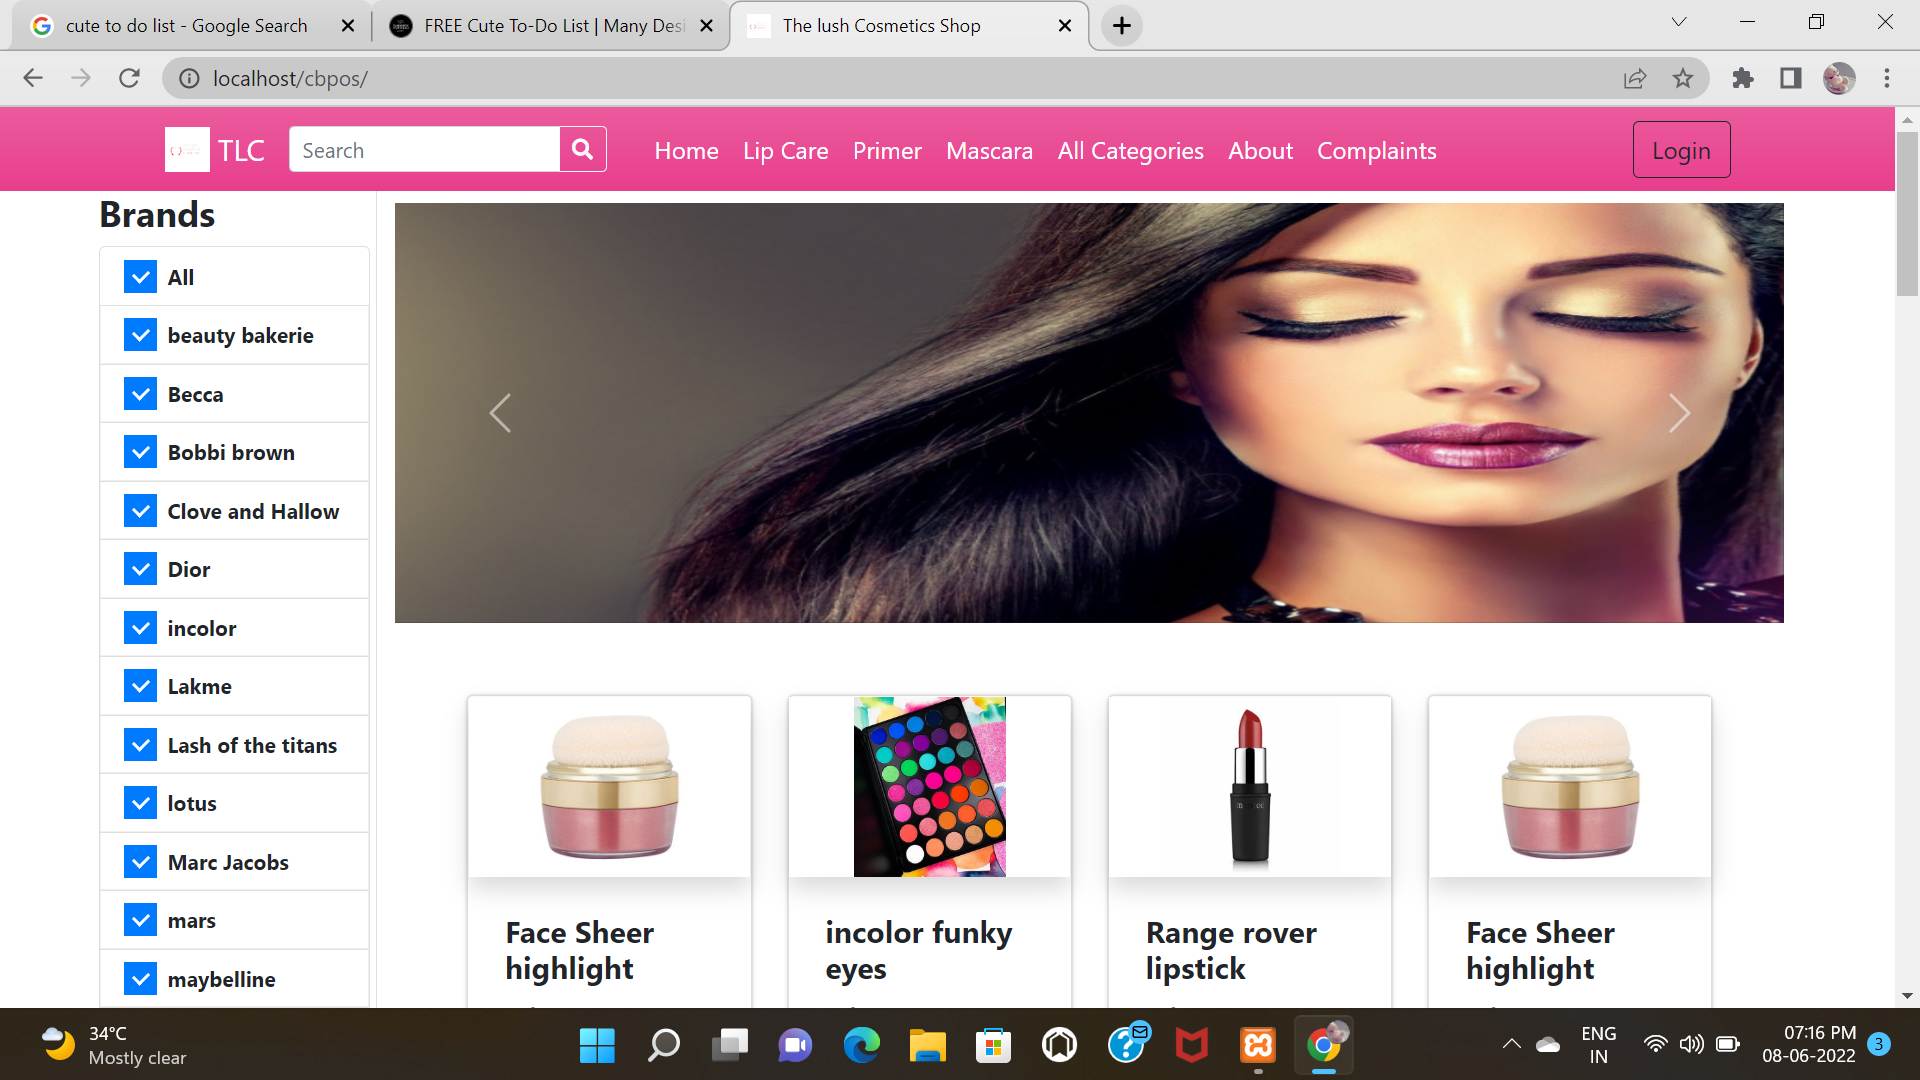 cute to do list - Google Search
FREE Cute To-Do List | Many Desi
The lush Cosmetics Shop
localhost/cbpos/
TLC
Search
Home
Lip Care
Primer
Mascara
All Categories
About
Complaints
Login
Brands
All
beauty bakerie
Becca
Bobbi brown
Clove and Hallow
Dior
incolor
Lakme
Lash of the titans
lotus
Marc Jacobs
mars
maybelline
Face Sheer
highlight
incolor funky
eyes
Range rover
lipstick
Face Sheer
highlight
34°C
Mostly clear
ENG
IN
07:16 PM
08-06-2022
3